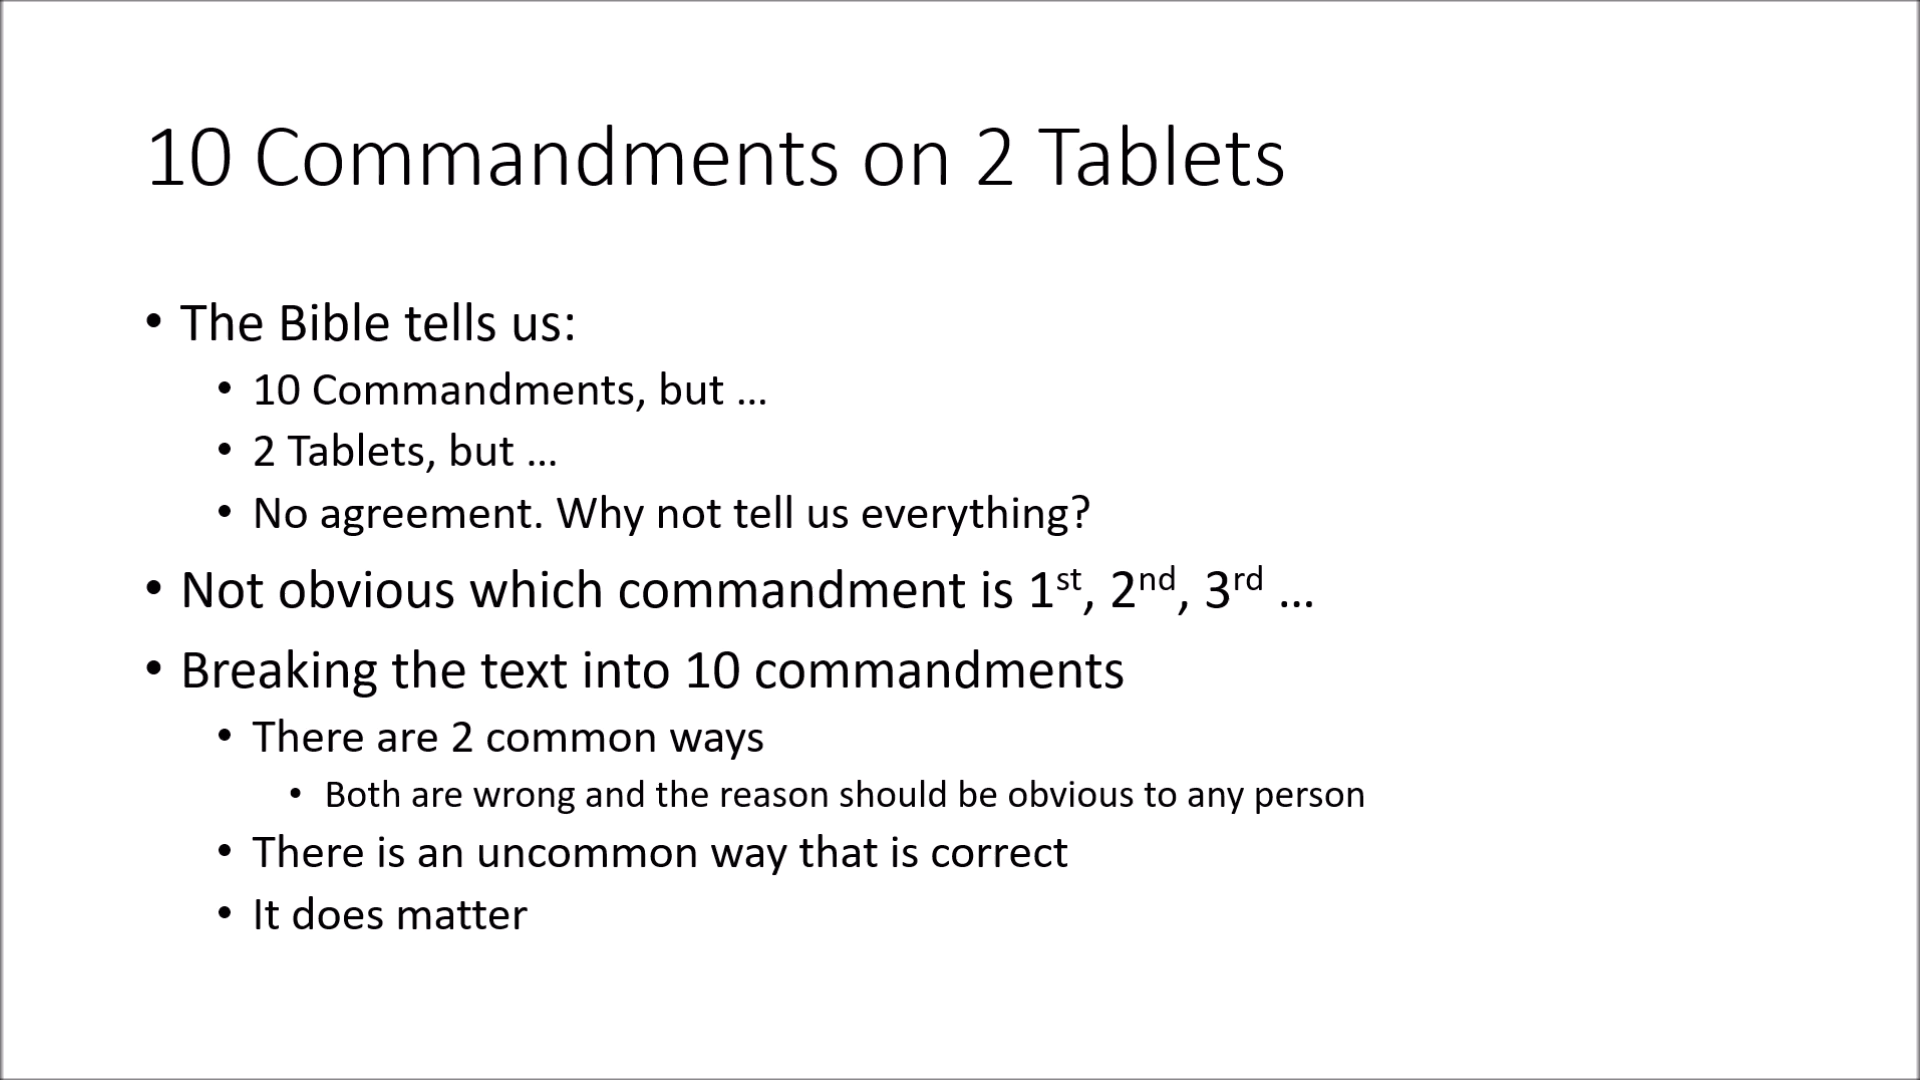 10 Commandments on 2 Tablets
• The Bible tells us:
• 10 Commandments, but …
• 2 Tablets, but …
• No agreement. Why not tell us everything?
• Not obvious which commandment is 1st, 2nd, 3rd …
• Breaking the text into 10 commandments
• There are 2 common ways
• Both are wrong and the reason should be obvious to any person
• There is an uncommon way that is correct
• It does matter